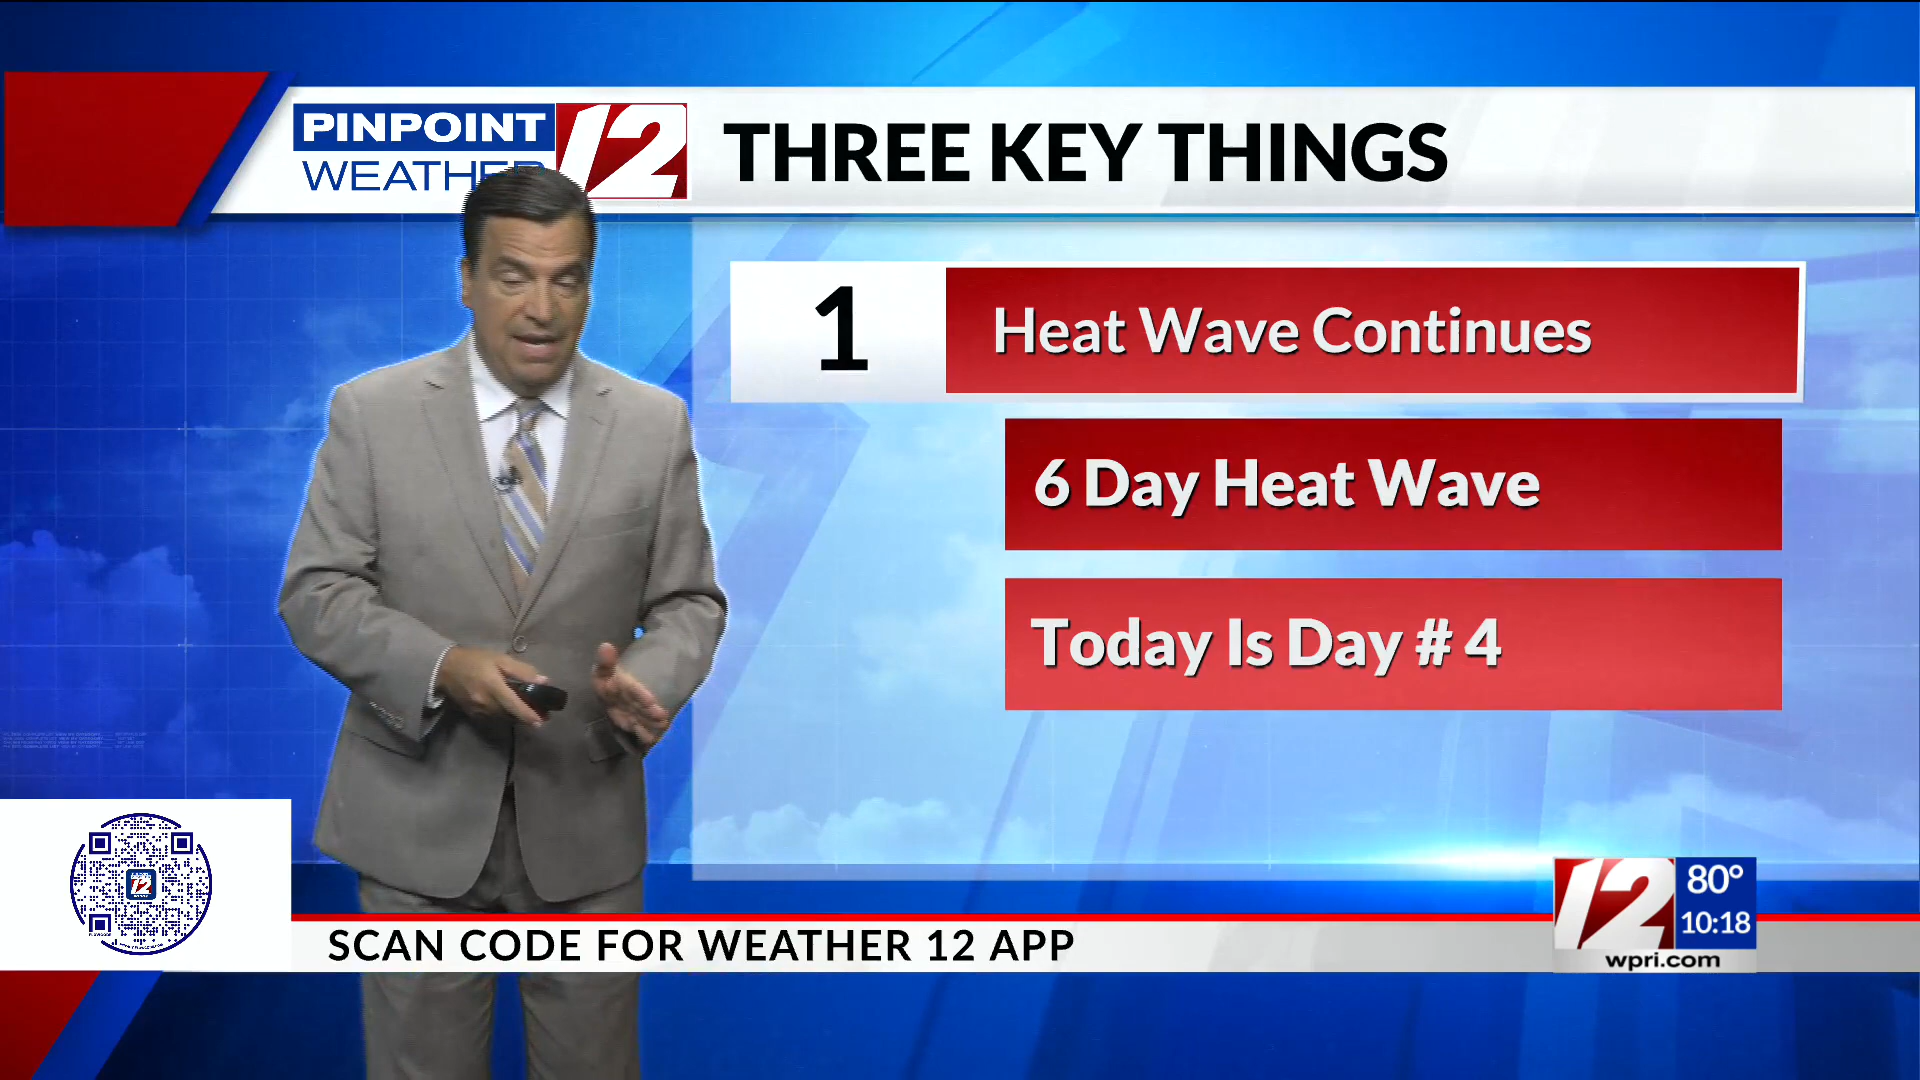 PINPOINT
WEATHER
12
THREE KEY THINGS
1
Heat Wave Continues
6 Day Heat Wave
Today Is Day # 4
12
80°
10:18
wpri.com
SCAN CODE FOR WEATHER 12 APP
12